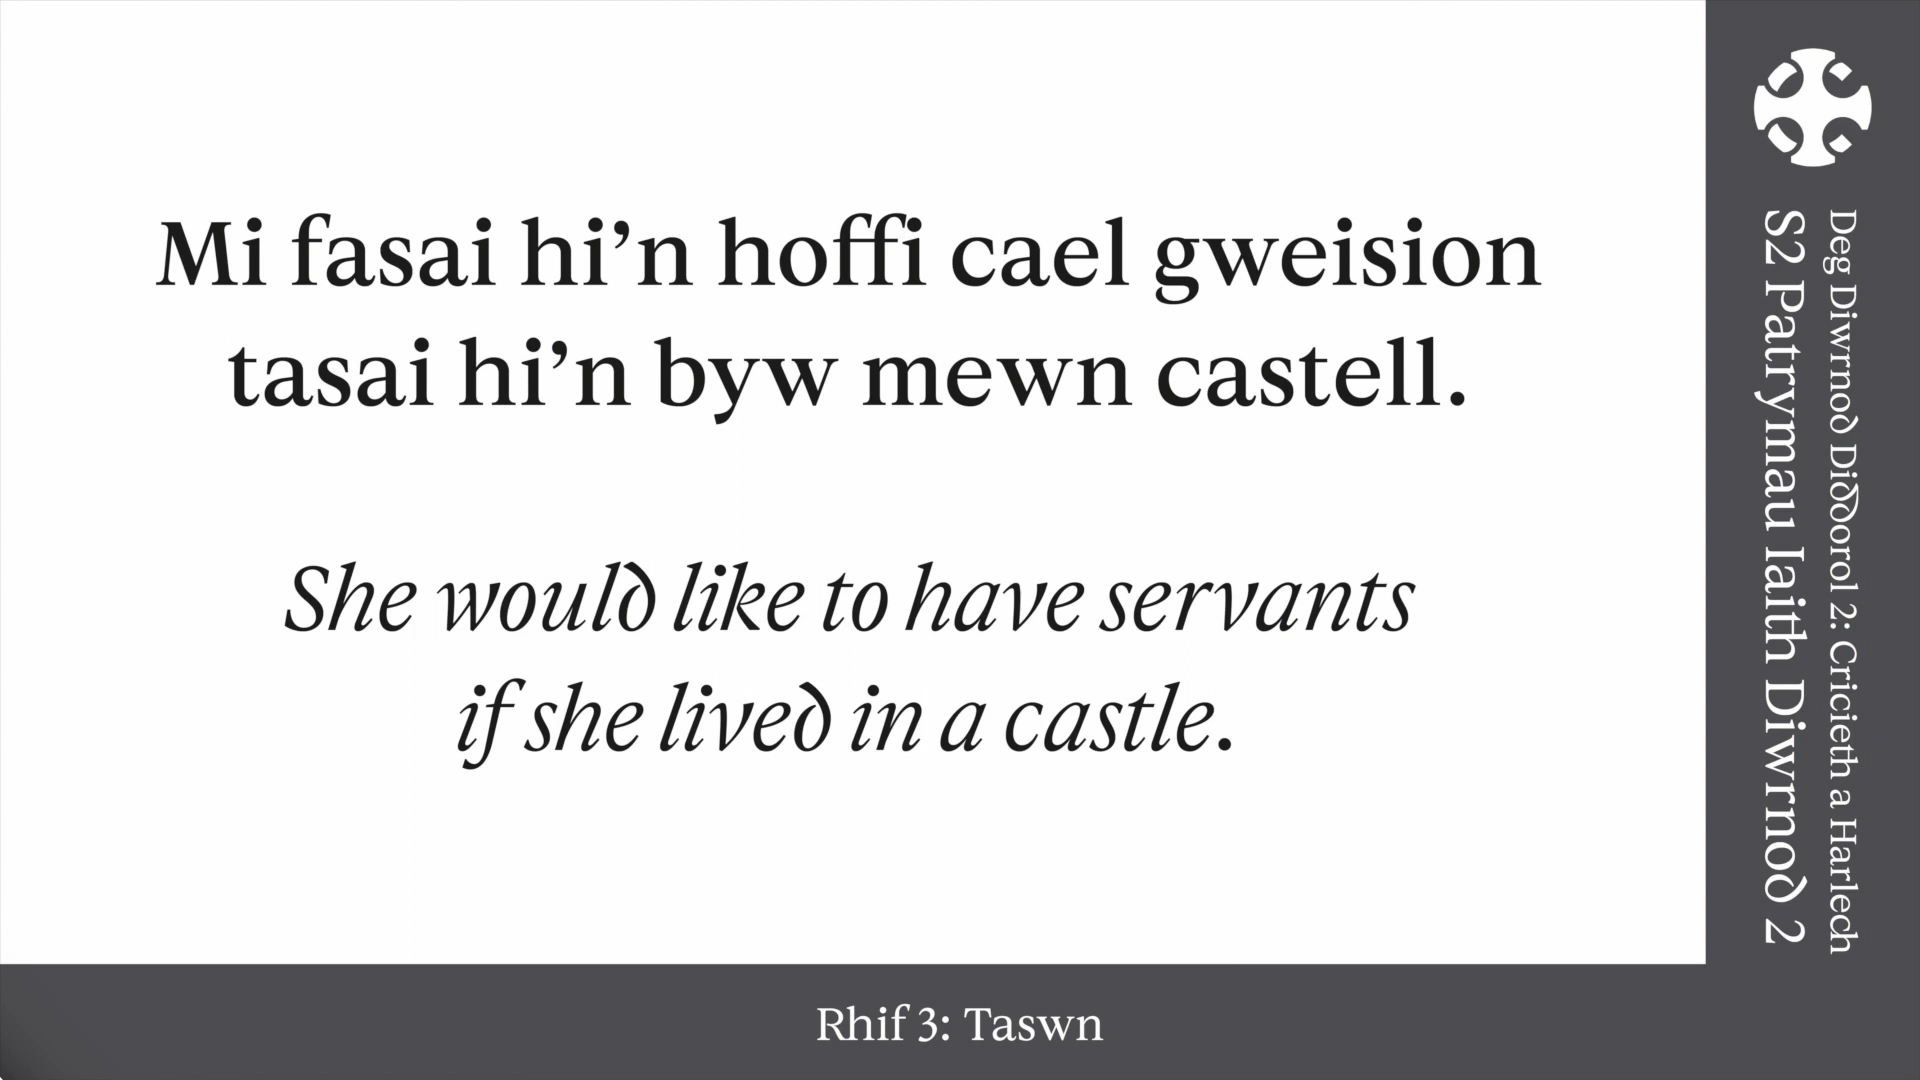 Mi fasai hi’n hoffi cael gweision
tasai hi’n byw mewn castell.
She would like to have servants
if she lived in a castle.
Deg Diwrnod Diddorol 2: Cricieth a Harlech
S2 Patrymau Iaith Diwrnod 2
Rhif 3: Taswn